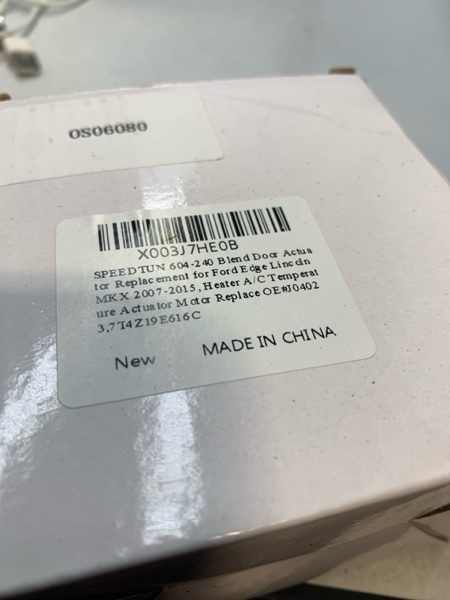 OS06080
X003J7HE0B
SPEEDTUN 604-240 Blend Door Actua
tor Replacement for Ford Edge Lincoln
MKX 2007-2015, Heater A/C Temperat
ure Actuator Motor Replace OE#J0402
3,7T4Z19E616C
New
MADE IN CHINA